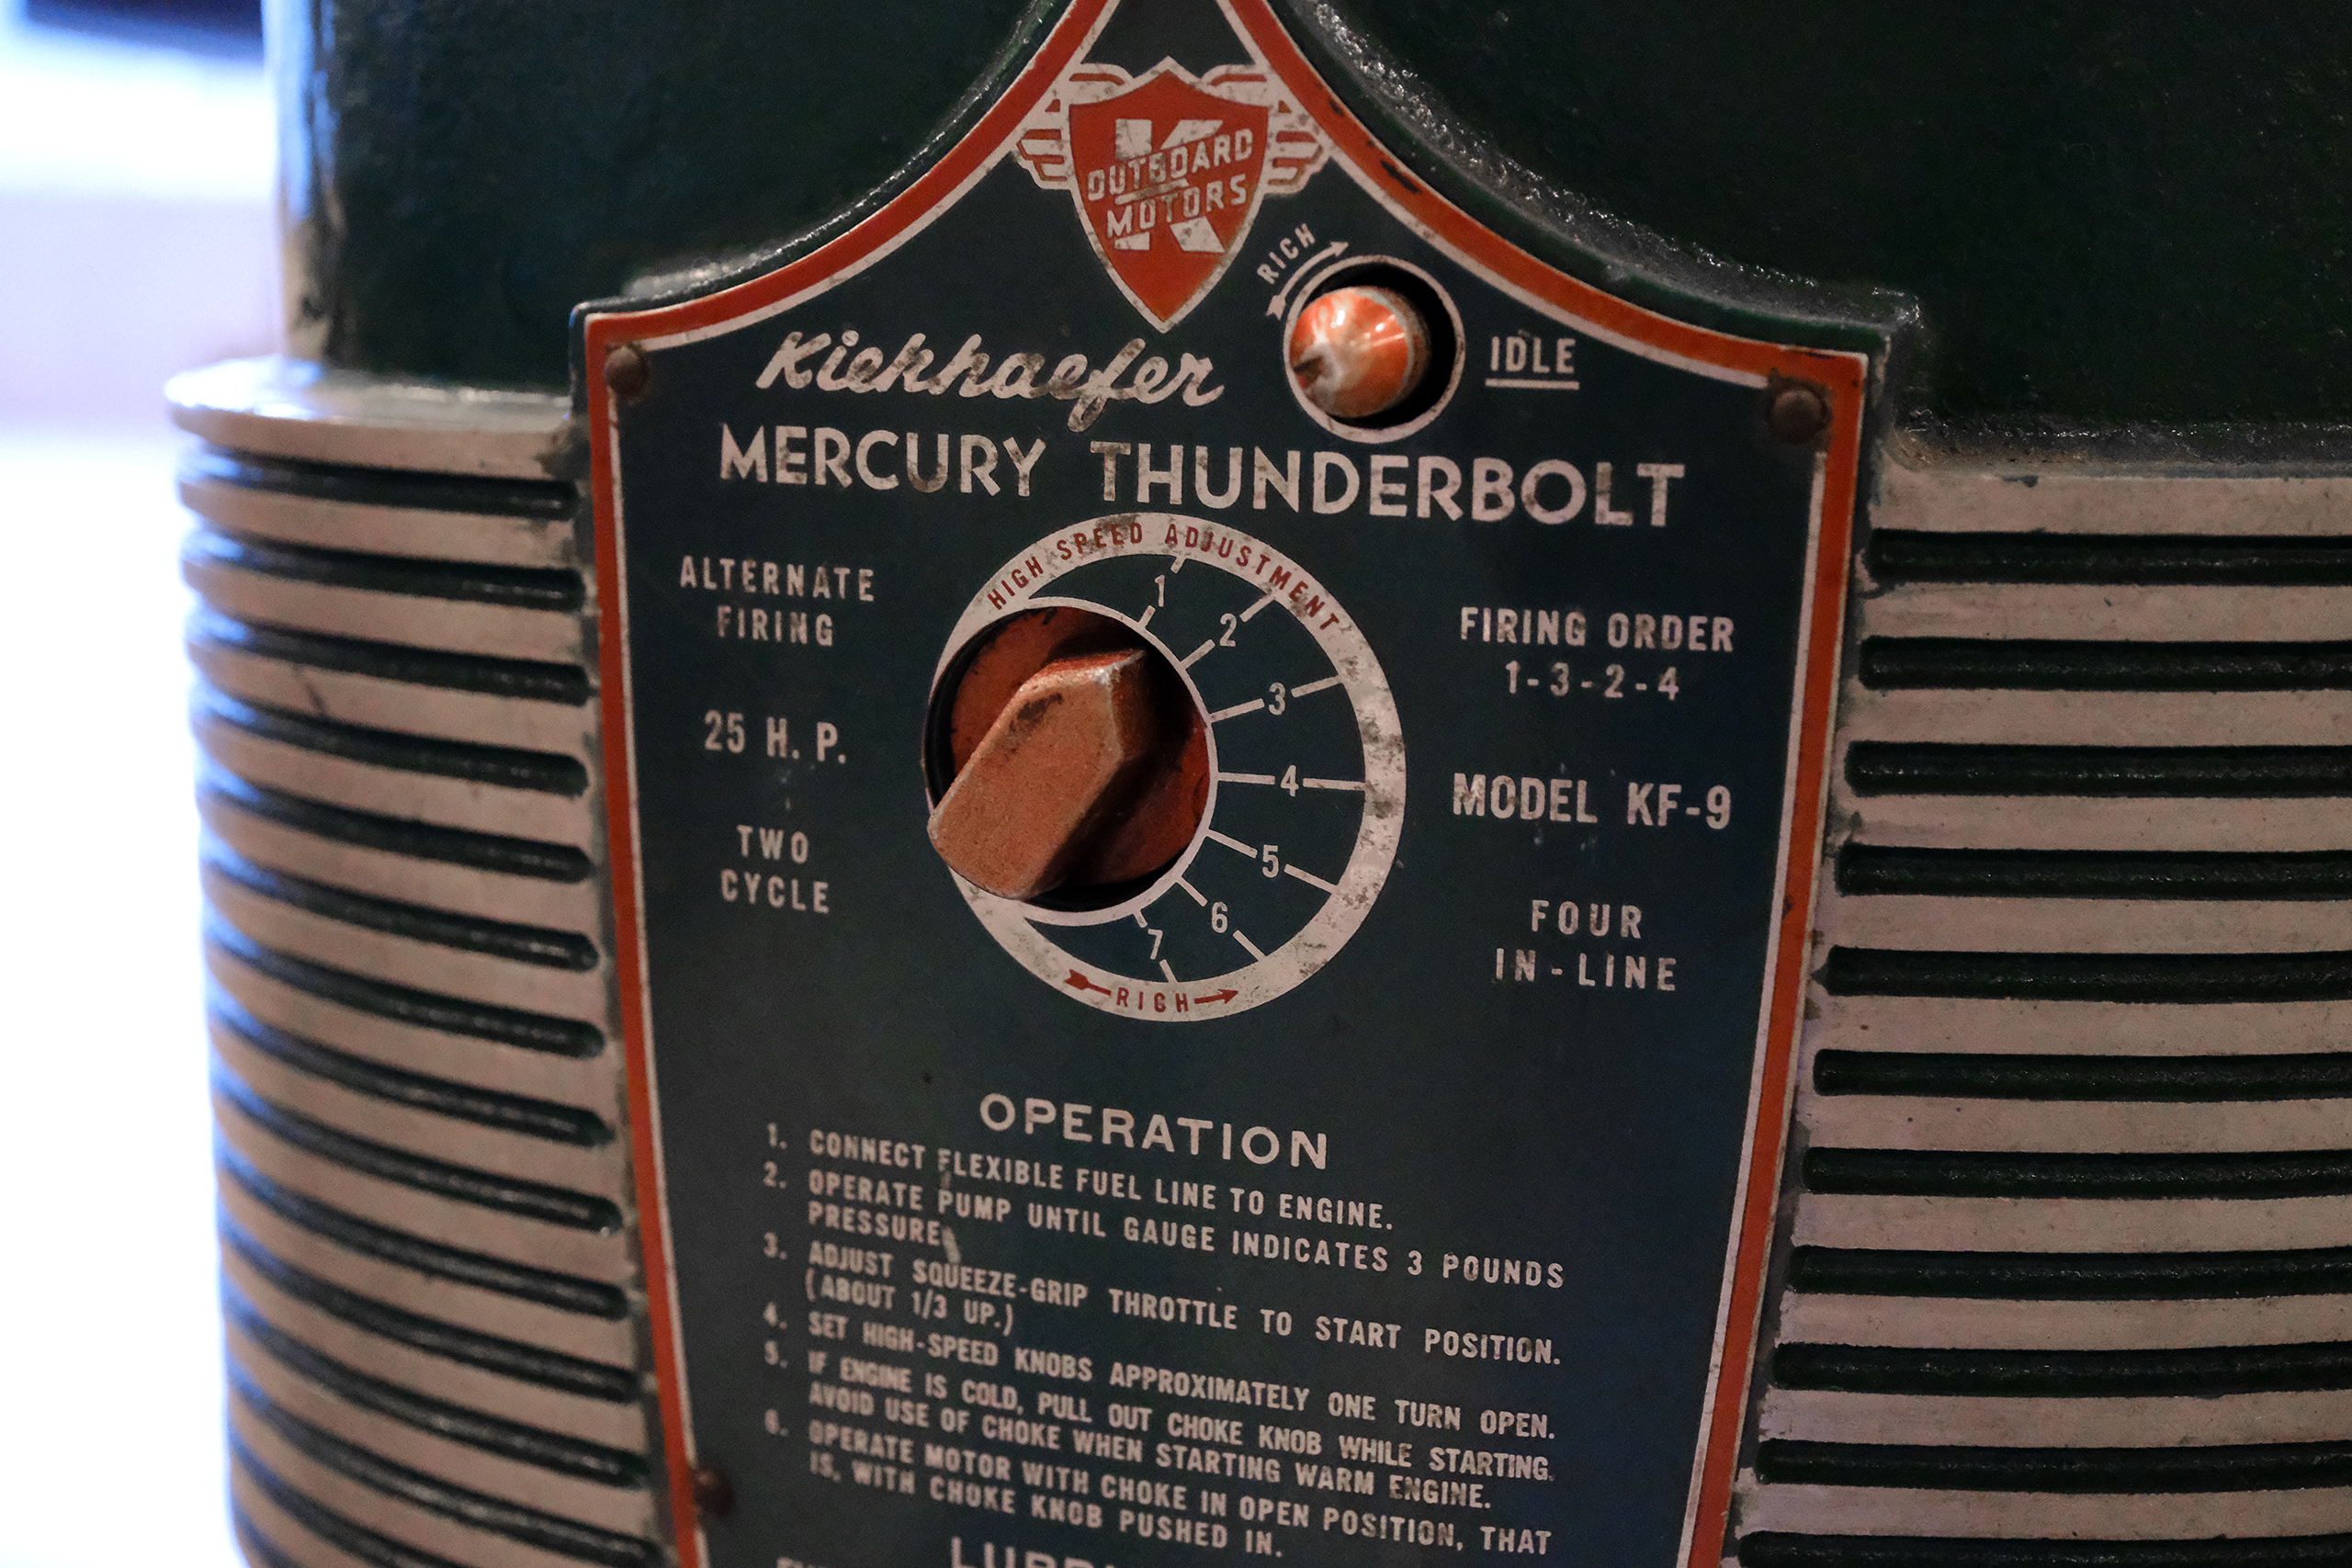 K
OUTBOARD
MOTORS
RICH
IDLE
Kiekhaefer
MERCURY THUNDERBOLT
HIGH SPEED ADJUSTMENT
1
2
3
4
5
6
7
RICH
ALTERNATE
FIRING
25 H. P.
TWO
CYCLE
FIRING ORDER
1-3-2-4
MODEL KF-9
FOUR
IN-LINE
OPERATION
1. CONNECT FLEXIBLE FUEL LINE TO ENGINE.
2. OPERATE PUMP UNTIL GAUGE INDICATES 3 POUNDS
PRESSURE.
3. ADJUST SQUEEZE-GRIP THROTTLE TO START POSITION.
(ABOUT 1/3 UP.)
4. SET HIGH-SPEED KNOBS APPROXIMATELY ONE TURN OPEN.
5. IF ENGINE IS COLD, PULL OUT CHOKE KNOB WHILE STARTING.
AVOID USE OF CHOKE WHEN STARTING WARM ENGINE.
6. OPERATE MOTOR WITH CHOKE IN OPEN POSITION, THAT
IS, WITH CHOKE KNOB PUSHED IN.